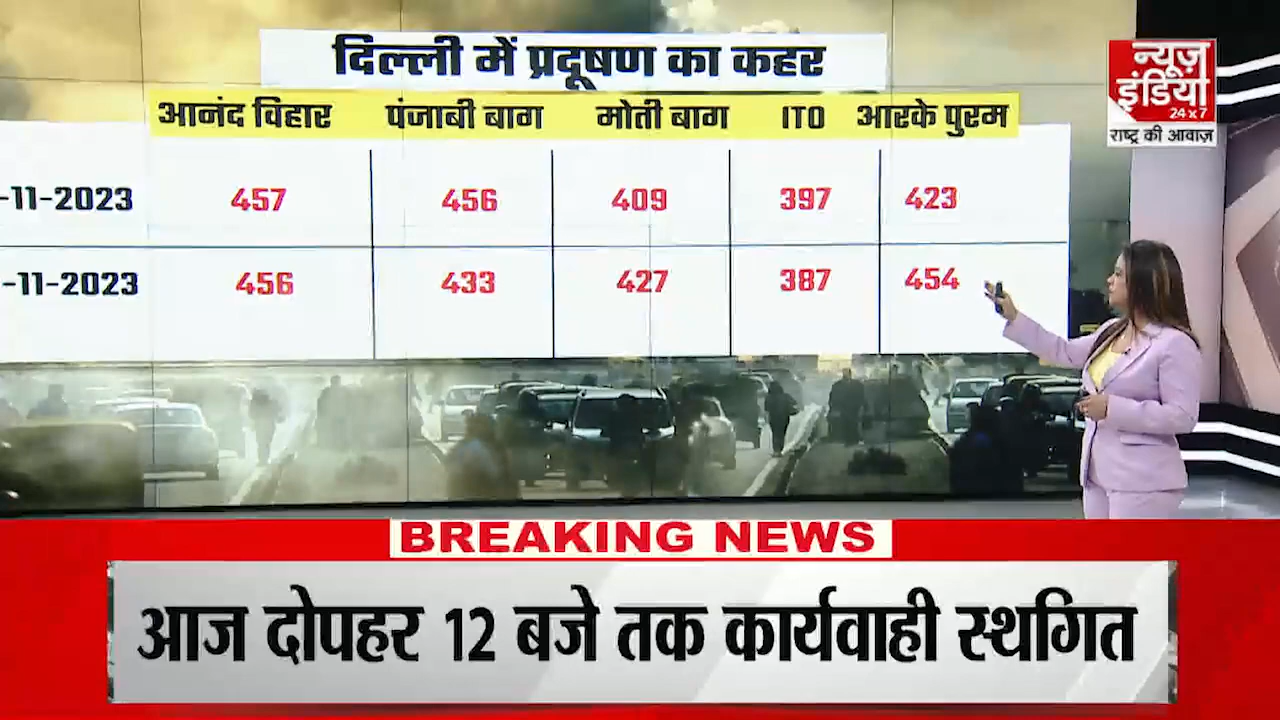 दिल्ली में प्रदूषण का कहर
न्यूज़
इंडिया
24x7
राष्ट्र की आवाज़
आनंद विहार पंजाबी बाग मोती बाग ITO आरके पुरम
-11-2023 457 456 409 397 423
-11-2023 456 433 427 387 454
BREAKING NEWS
आज दोपहर 12 बजे तक कार्यवाही स्थगित